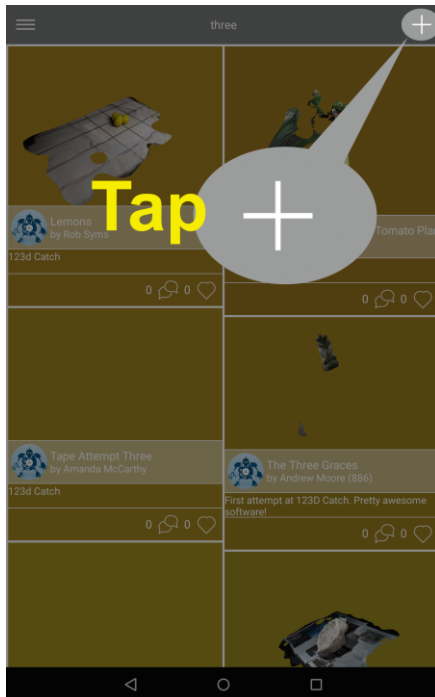 three
Tap
Lemons
by Rob Syms
123d Catch
0 0
Tomato Plan
0 0
Tape Attempt Three
by Amanda McCarthy
123d Catch
0 0
The Three Graces
by Andrew Moore (886)
First attempt at 123D Catch. Pretty awesome
software!
0 0